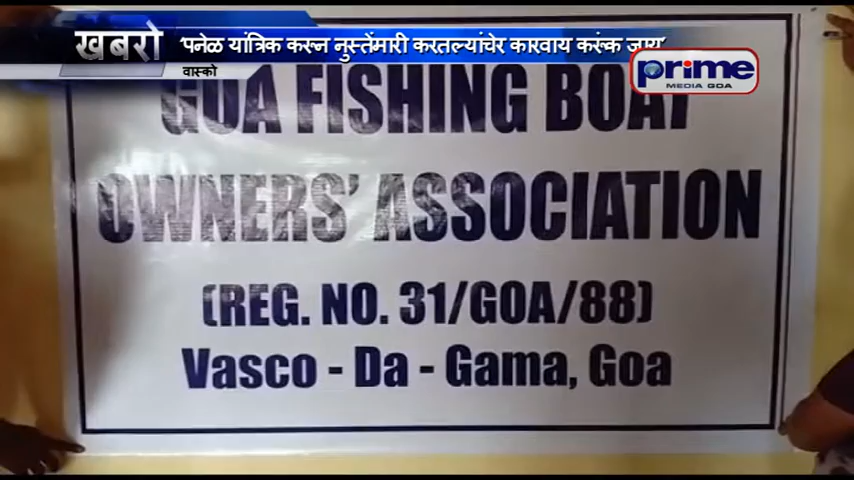 खबरो
'पनेळ यांत्रिक करून नुस्तेंमारी करतल्यांचेर कारवाय करूंक जाय'
वास्को
prime
MEDIA GOA
GOA FISHING BOAT
OWNERS' ASSOCIATION
(REG. NO. 31/GOA/88)
Vasco - Da - Gama, Goa